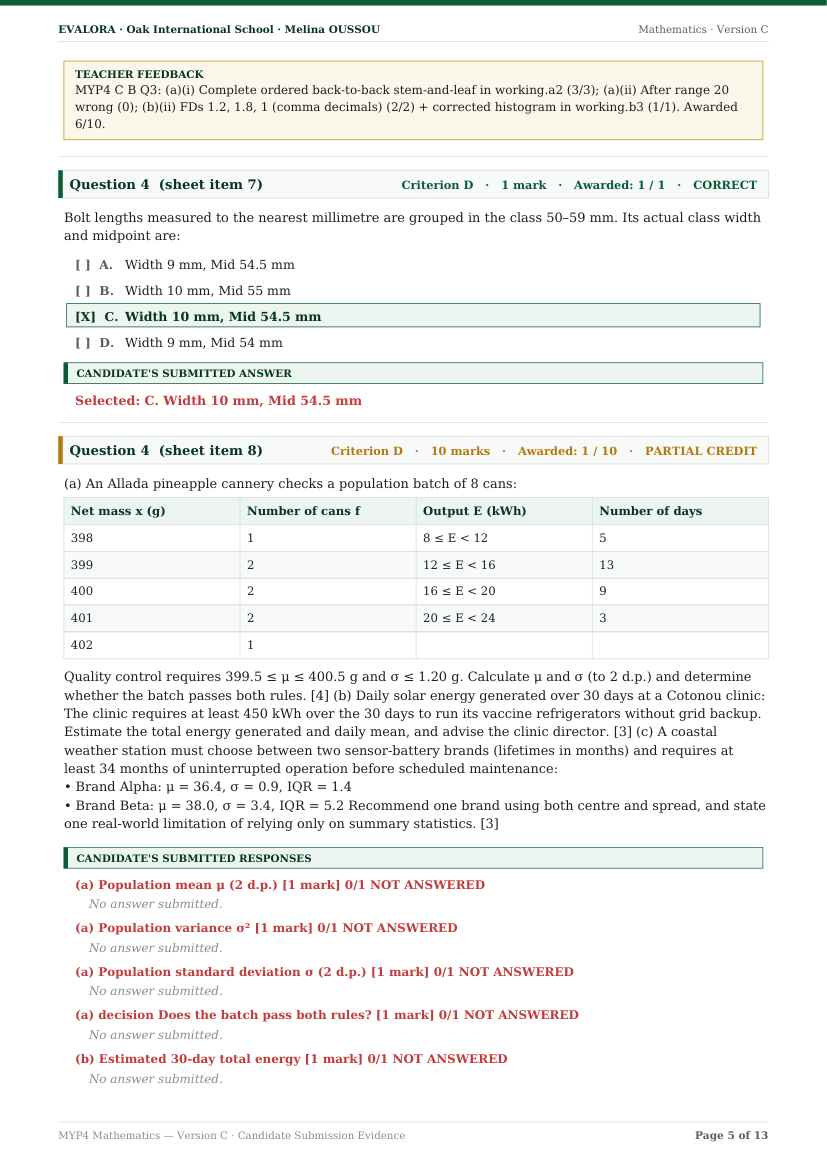 EVALORA · Oak International School · Melina OUSSOU
Mathematics · Version C
TEACHER FEEDBACK
MYP4 C B Q3: (a)(i) Complete ordered back-to-back stem-and-leaf in working.a2 (3/3); (a)(ii) After range 20
wrong (0); (b)(ii) FDs 1.2, 1.8, 1 (comma decimals) (2/2) + corrected histogram in working.b3 (1/1). Awarded
6/10.
Question 4 (sheet item 7)
Criterion D · 1 mark · Awarded: 1 / 1 · CORRECT
Bolt lengths measured to the nearest millimetre are grouped in the class 50–59 mm. Its actual class width
and midpoint are:
[ ] A. Width 9 mm, Mid 54.5 mm
[ ] B. Width 10 mm, Mid 55 mm
[X] C. Width 10 mm, Mid 54.5 mm
[ ] D. Width 9 mm, Mid 54 mm
CANDIDATE'S SUBMITTED ANSWER
Selected: C. Width 10 mm, Mid 54.5 mm
Question 4 (sheet item 8)
Criterion D · 10 marks · Awarded: 1 / 10 · PARTIAL CREDIT
(a) An Allada pineapple cannery checks a population batch of 8 cans:
Net mass x (g) Number of cans f Output E (kWh) Number of days
398 1 8 ≤ E < 12 5
399 2 12 ≤ E < 16 13
400 2 16 ≤ E < 20 9
401 2 20 ≤ E < 24 3
402 1
Quality control requires 399.5 ≤ μ ≤ 400.5 g and σ ≤ 1.20 g. Calculate μ and σ (to 2 d.p.) and determine
whether the batch passes both rules. [4] (b) Daily solar energy generated over 30 days at a Cotonou clinic:
The clinic requires at least 450 kWh over the 30 days to run its vaccine refrigerators without grid backup.
Estimate the total energy generated and daily mean, and advise the clinic director. [3] (c) A coastal
weather station must choose between two sensor-battery brands (lifetimes in months) and requires at
least 34 months of uninterrupted operation before scheduled maintenance:
• Brand Alpha: μ = 36.4, σ = 0.9, IQR = 1.4
• Brand Beta: μ = 38.0, σ = 3.4, IQR = 5.2 Recommend one brand using both centre and spread, and state
one real-world limitation of relying only on summary statistics. [3]
CANDIDATE'S SUBMITTED RESPONSES
(a) Population mean μ (2 d.p.) [1 mark] 0/1 NOT ANSWERED
No answer submitted.
(a) Population variance σ² [1 mark] 0/1 NOT ANSWERED
No answer submitted.
(a) Population standard deviation σ (2 d.p.) [1 mark] 0/1 NOT ANSWERED
No answer submitted.
(a) decision Does the batch pass both rules? [1 mark] 0/1 NOT ANSWERED
No answer submitted.
(b) Estimated 30-day total energy [1 mark] 0/1 NOT ANSWERED
No answer submitted.
MYP4 Mathematics — Version C · Candidate Submission Evidence
Page 5 of 13